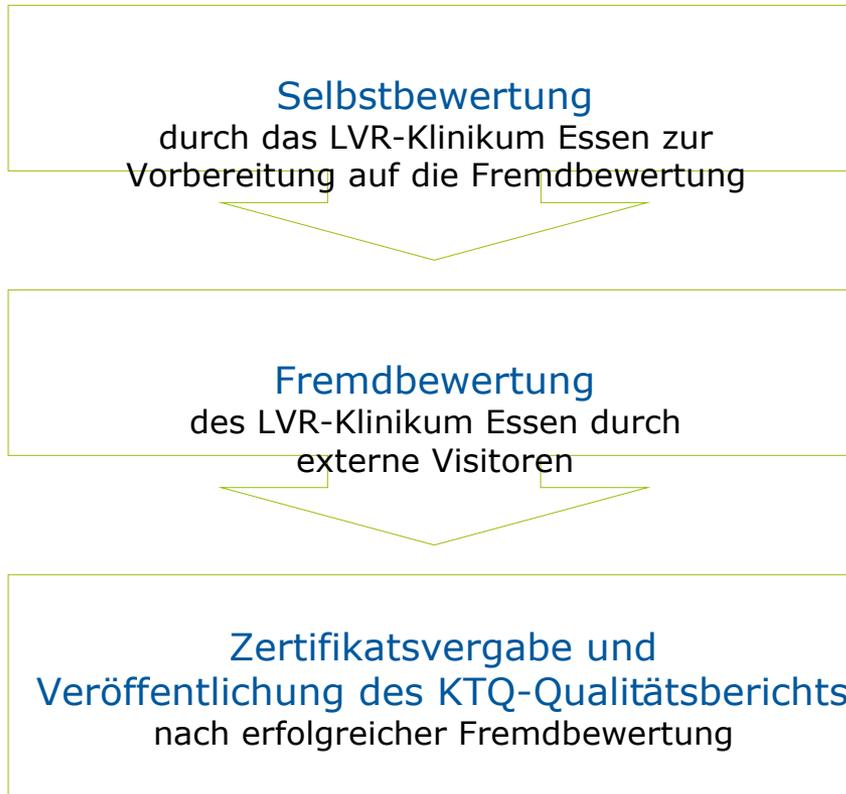 Selbstbewertung
durch das LVR-Klinikum Essen zur
Vorbereitung auf die Fremdbewertung
Fremdbewertung
des LVR-Klinikum Essen durch
externe Visitoren
Zertifikatsvergabe und
Veröffentlichung des KTQ-Qualitätsberichts
nach erfolgreicher Fremdbewertung